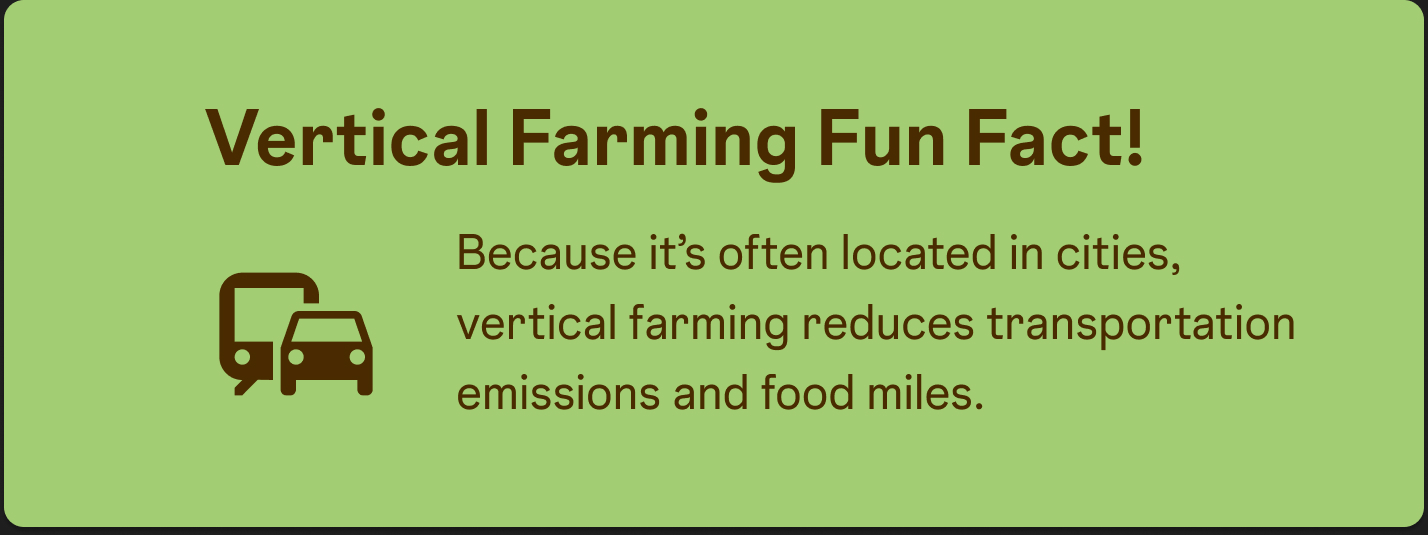 Vertical Farming Fun Fact!
Because it’s often located in cities,
vertical farming reduces transportation
emissions and food miles.